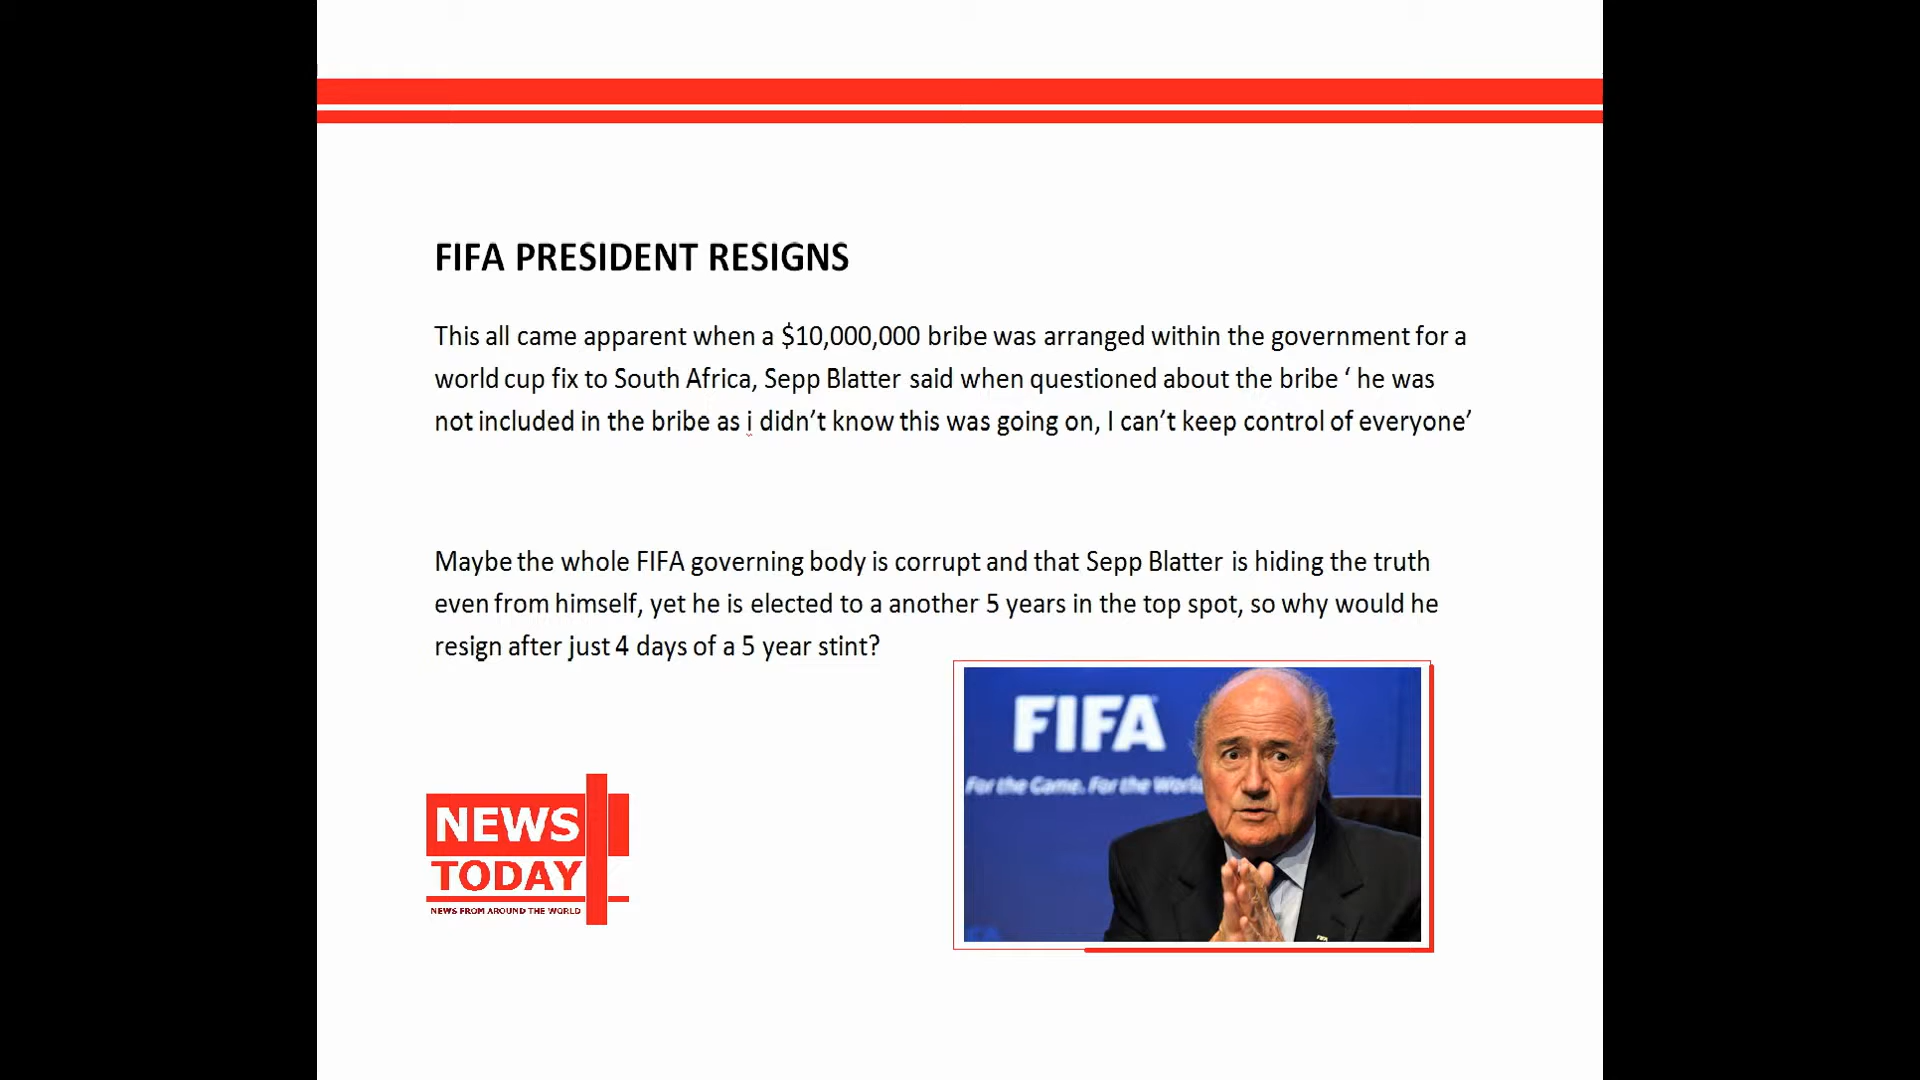 FIFA PRESIDENT RESIGNS
This all came apparent when a $10,000,000 bribe was arranged within the government for a
world cup fix to South Africa, Sepp Blatter said when questioned about the bribe ‘ he was
not included in the bribe as i didn’t know this was going on, I can’t keep control of everyone’
Maybe the whole FIFA governing body is corrupt and that Sepp Blatter is hiding the truth
even from himself, yet he is elected to a another 5 years in the top spot, so why would he
resign after just 4 days of a 5 year stint?
FIFA
For the Game. For the World
NEWS
TODAY
NEWS FROM AROUND THE WORLD